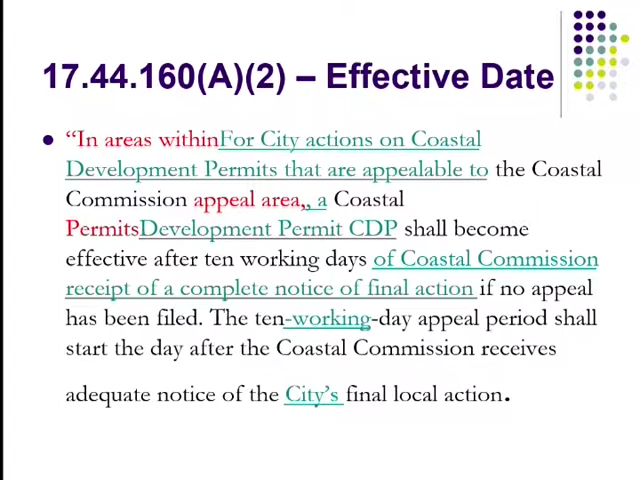 17.44.160(A)(2) – Effective Date
“In areas withinFor City actions on Coastal
Development Permits that are appealable to the Coastal
Commission appeal area,, a Coastal
PermitsDevelopment Permit CDP shall become
effective after ten working days of Coastal Commission
receipt of a complete notice of final action if no appeal
has been filed. The ten-working-day appeal period shall
start the day after the Coastal Commission receives
adequate notice of the City’s final local action.